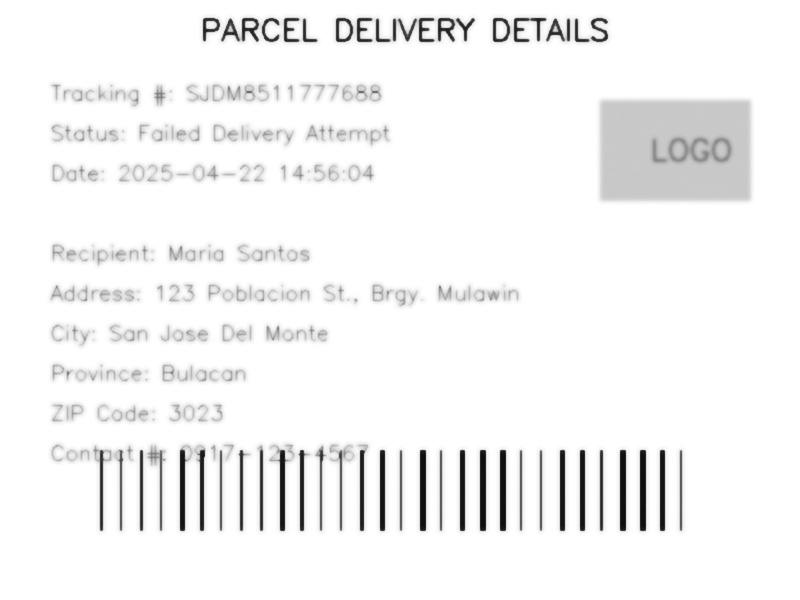 PARCEL DELIVERY DETAILS
Tracking #: SJDM8511777688
Status: Failed Delivery Attempt
LOGO
Date: 2025-04-22 14:56:04
Recipient: Maria Santos
Address: 123 Poblacion St., Brgy. Mulawin
City: San Jose Del Monte
Province: Bulacan
ZIP Code: 3023
Contact #: 0917-123-4567